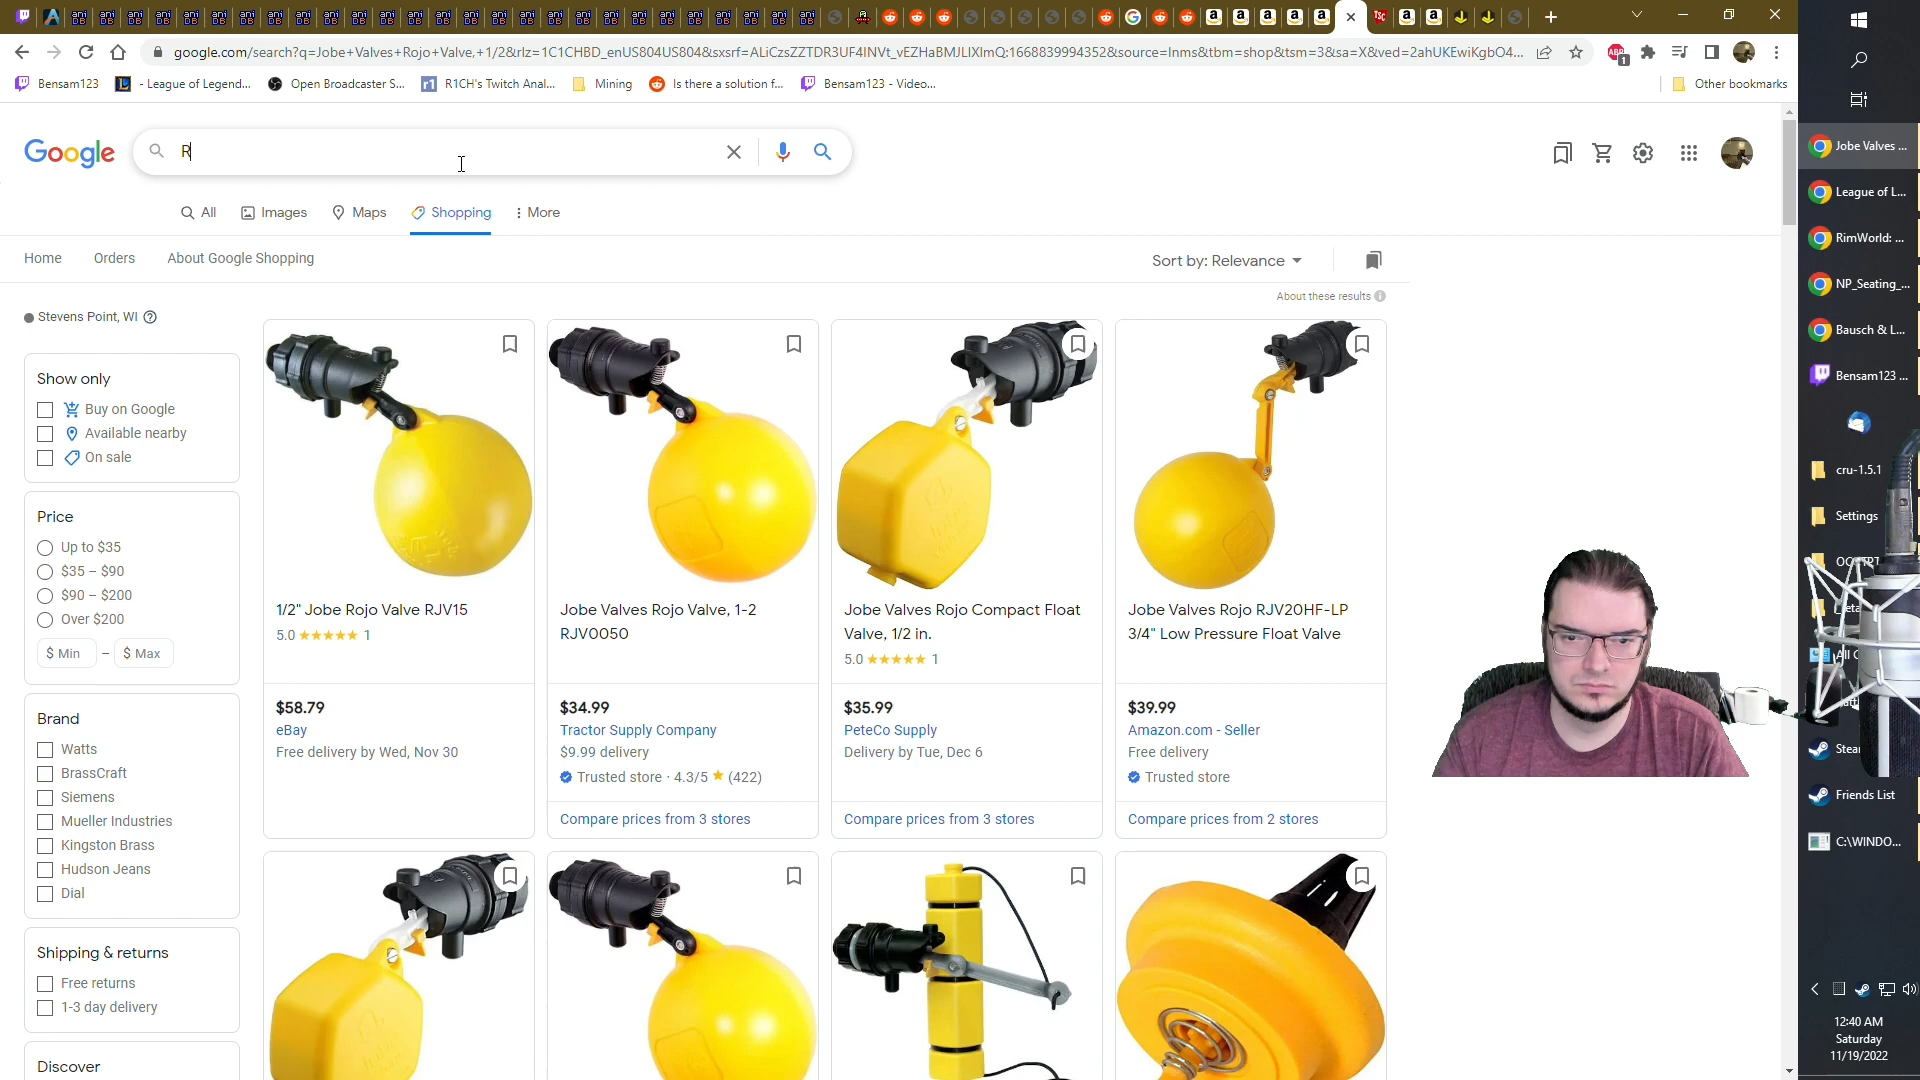 google.com/search?q=Jobe+Valves+Rojo+Valve,+1/2&rlz=1C1CHBD_enUS804US804&sxsrf=ALiCzsZZTDR3UF4INVt_vEZHaBMJLIXImQ:1668839994352&source=lnms&tbm=shop&tsm=3&sa=X&ved=2ahUKEwiKgbO4...
Bensam123
- League of Legend...
Open Broadcaster S...
R1CH's Twitch Anal...
Mining
Is there a solution f...
Bensam123 - Video...
Other bookmarks
Google
R
All
Images
Maps
Shopping
More
Home
Orders
About Google Shopping
Sort by: Relevance
About these results
Stevens Point, WI
Show only
Buy on Google
Available nearby
On sale
Price
Up to $35
$35 – $90
$90 – $200
Over $200
$ Min – $ Max
Brand
Watts
BrassCraft
Siemens
Mueller Industries
Kingston Brass
Hudson Jeans
Dial
Shipping & returns
Free returns
1-3 day delivery
Discover
1/2" Jobe Rojo Valve RJV15
5.0 1
$58.79
eBay
Free delivery by Wed, Nov 30
Jobe Valves Rojo Valve, 1-2
RJV0050
$34.99
Tractor Supply Company
$9.99 delivery
Trusted store · 4.3/5 ★ (422)
Compare prices from 3 stores
Jobe Valves Rojo Compact Float
Valve, 1/2 in.
5.0 1
$35.99
PeteCo Supply
Delivery by Tue, Dec 6
Compare prices from 3 stores
Jobe Valves Rojo RJV20HF-LP
3/4" Low Pressure Float Valve
$39.99
Amazon.com - Seller
Free delivery
Trusted store
Compare prices from 2 stores
Jobe Valves ...
League of L...
RimWorld: ...
NP_Seating_...
Bausch & L...
Bensam123 ...
cru-1.5.1
Settings
Friends List
C:\WINDO...
12:40 AM
Saturday
11/19/2022